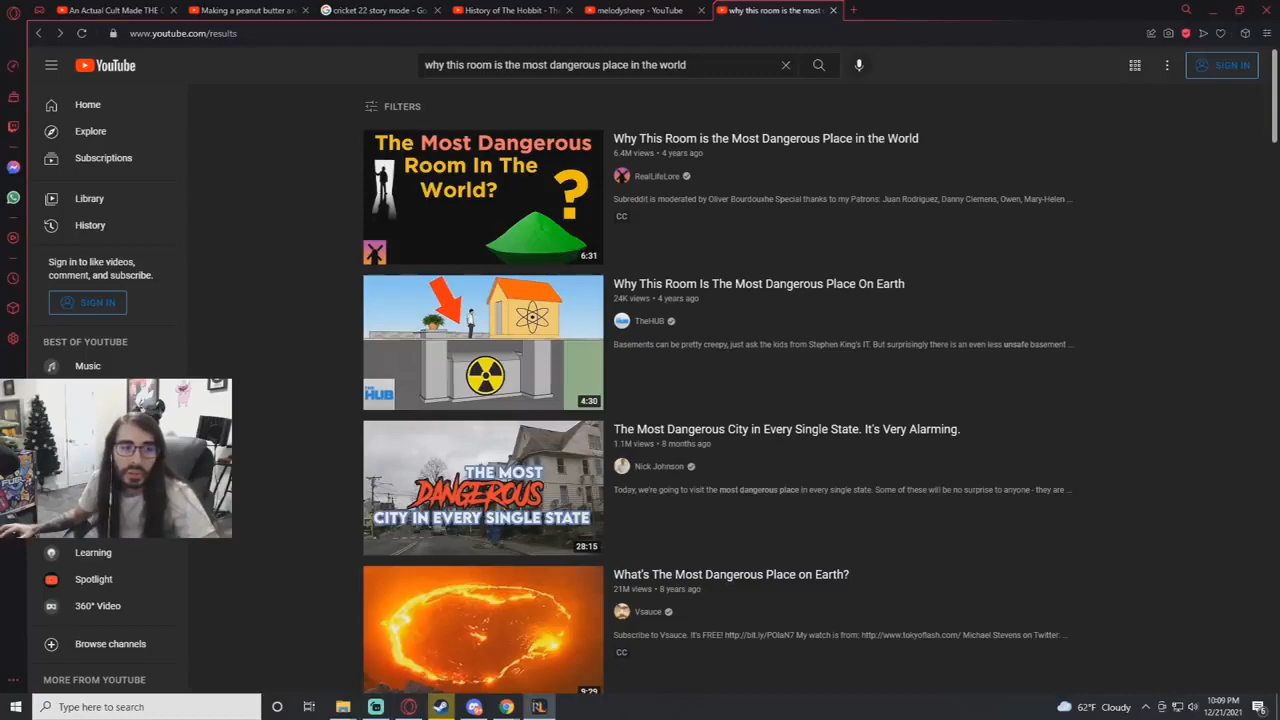 An Actual Cult Made THE C
Making a peanut butter an
cricket 22 story mode - Go
History of The Hobbit - Th
melodysheep - YouTube
why this room is the most d
www.youtube.com/results
YouTube
why this room is the most dangerous place in the world
SIGN IN
Home
Explore
Subscriptions
Library
History
Sign in to like videos,
comment, and subscribe.
SIGN IN
BEST OF YOUTUBE
Music
Learning
Spotlight
360° Video
Browse channels
MORE FROM YOUTUBE
FILTERS
The Most Dangerous
Room In The
World?
?
6:31
Why This Room is the Most Dangerous Place in the World
6.4M views • 4 years ago
RealLifeLore
Subreddit is moderated by Oliver Bourdouxhe Special thanks to my Patrons: Juan Rodriguez, Danny Clemens, Owen, Mary-Helen ...
CC
THE
HUB
4:30
Why This Room Is The Most Dangerous Place On Earth
24K views • 4 years ago
TheHUB
Basements can be pretty creepy, just ask the kids from Stephen King's IT. But surprisingly there is an even less unsafe basement ...
THE MOST
DANGEROUS
CITY IN EVERY SINGLE STATE
28:15
The Most Dangerous City in Every Single State. It's Very Alarming.
1.1M views • 8 months ago
Nick Johnson
Today, we're going to visit the most dangerous place in every single state. Some of these will be no surprise to anyone - they are ...
9:29
What's The Most Dangerous Place on Earth?
21M views • 8 years ago
Vsauce
Subscribe to Vsauce. It's FREE! http://bit.ly/POlaN7 My watch is from: http://www.tokyoflash.com/ Michael Stevens on Twitter: ...
CC
Type here to search
62°F Cloudy
10:09 PM
12/21/2021